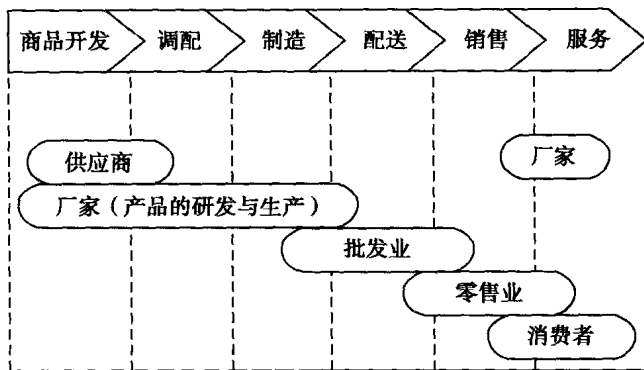 商品开发 调配 制造 配送 销售 服务
供应商 厂家
厂家（产品的研发与生产）
批发业
零售业
消费者